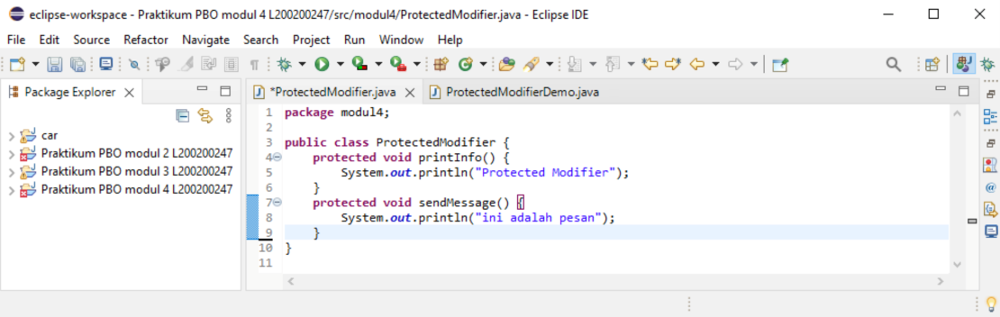 eclipse-workspace - Praktikum PBO modul 4 L200200247/src/modul4/ProtectedModifier.java - Eclipse IDE
File Edit Source Refactor Navigate Search Project Run Window Help
Package Explorer
car
Praktikum PBO modul 2 L200200247
Praktikum PBO modul 3 L200200247
Praktikum PBO modul 4 L200200247
*ProtectedModifier.java ProtectedModifierDemo.java
1 package modul4;
2
3 public class ProtectedModifier {
4 protected void printInfo() {
5 System.out.println("Protected Modifier");
6 }
7 protected void sendMessage() {
8 System.out.println("ini adalah pesan");
9 }
10 }
11